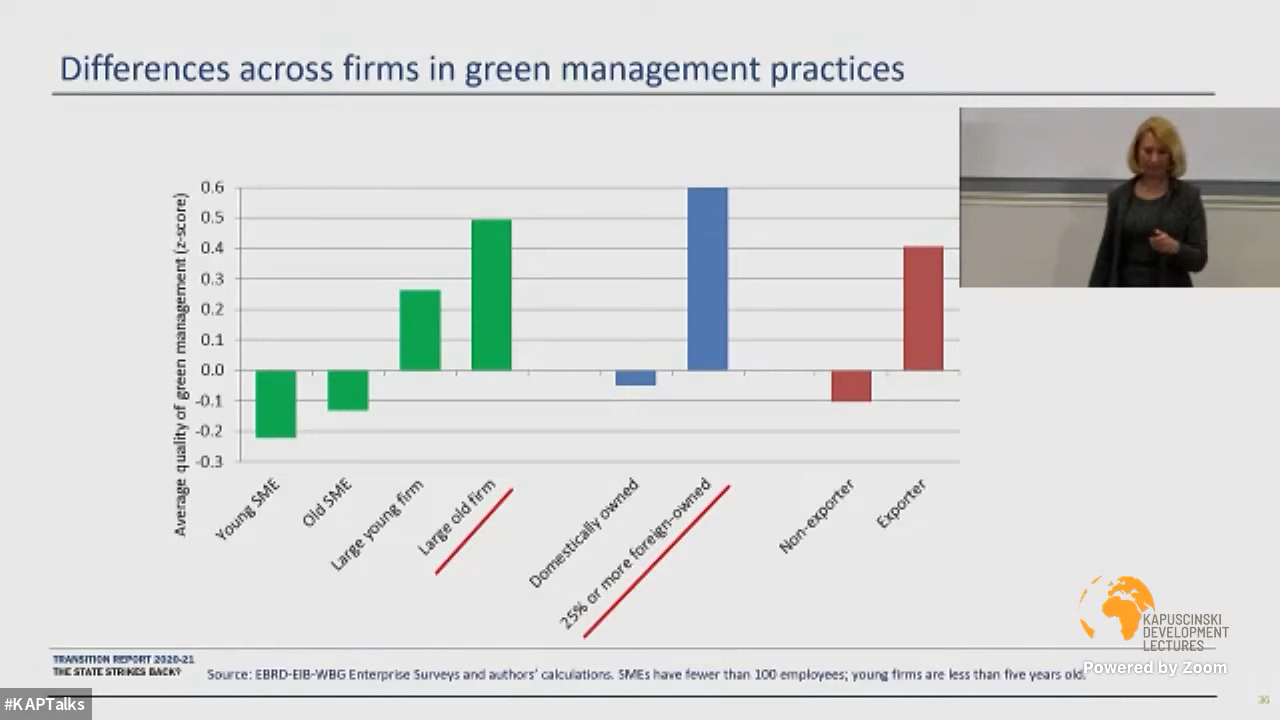 Differences across firms in green management practices
Average quality of green management (z-score)
0.6
0.5
0.4
0.3
0.2
0.1
0.0
-0.1
-0.2
-0.3
Young SME
Old SME
Large young firm
Large old firm
Domestically owned
25% or more foreign-owned
Non-exporter
Exporter
KAPUSCINSKI
DEVELOPMENT
LECTURES
Powered by Zoom
TRANSITION REPORT 2020-21
THE STATE STRIKES BACK?
Source: EBRD-EIB-WBG Enterprise Surveys and authors' calculations. SMEs have fewer than 100 employees; young firms are less than five years old.
#KAPTalks
36